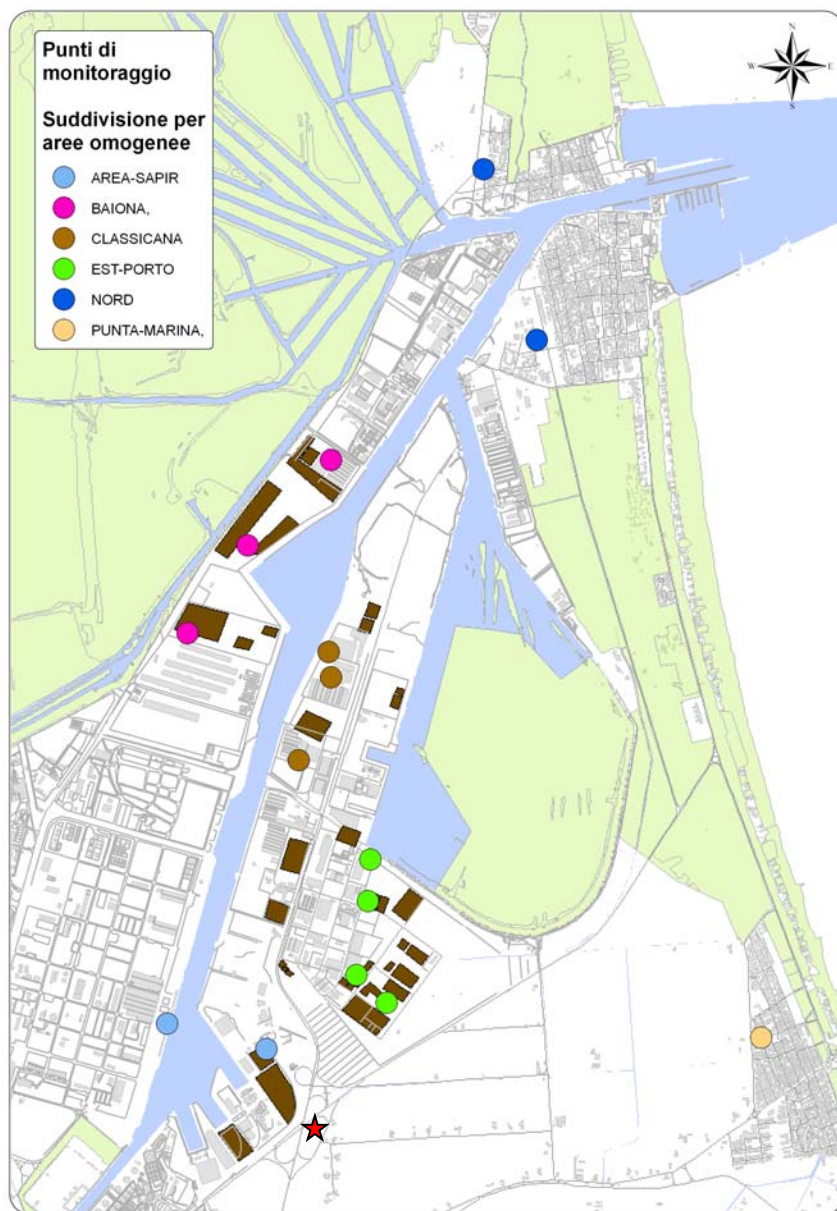 Punti di
monitoraggio
Suddivisione per
aree omogenee
AREA-SAPIR
BAIONA,
CLASSICANA
EST-PORTO
NORD
PUNTA-MARINA,
N
W E
S